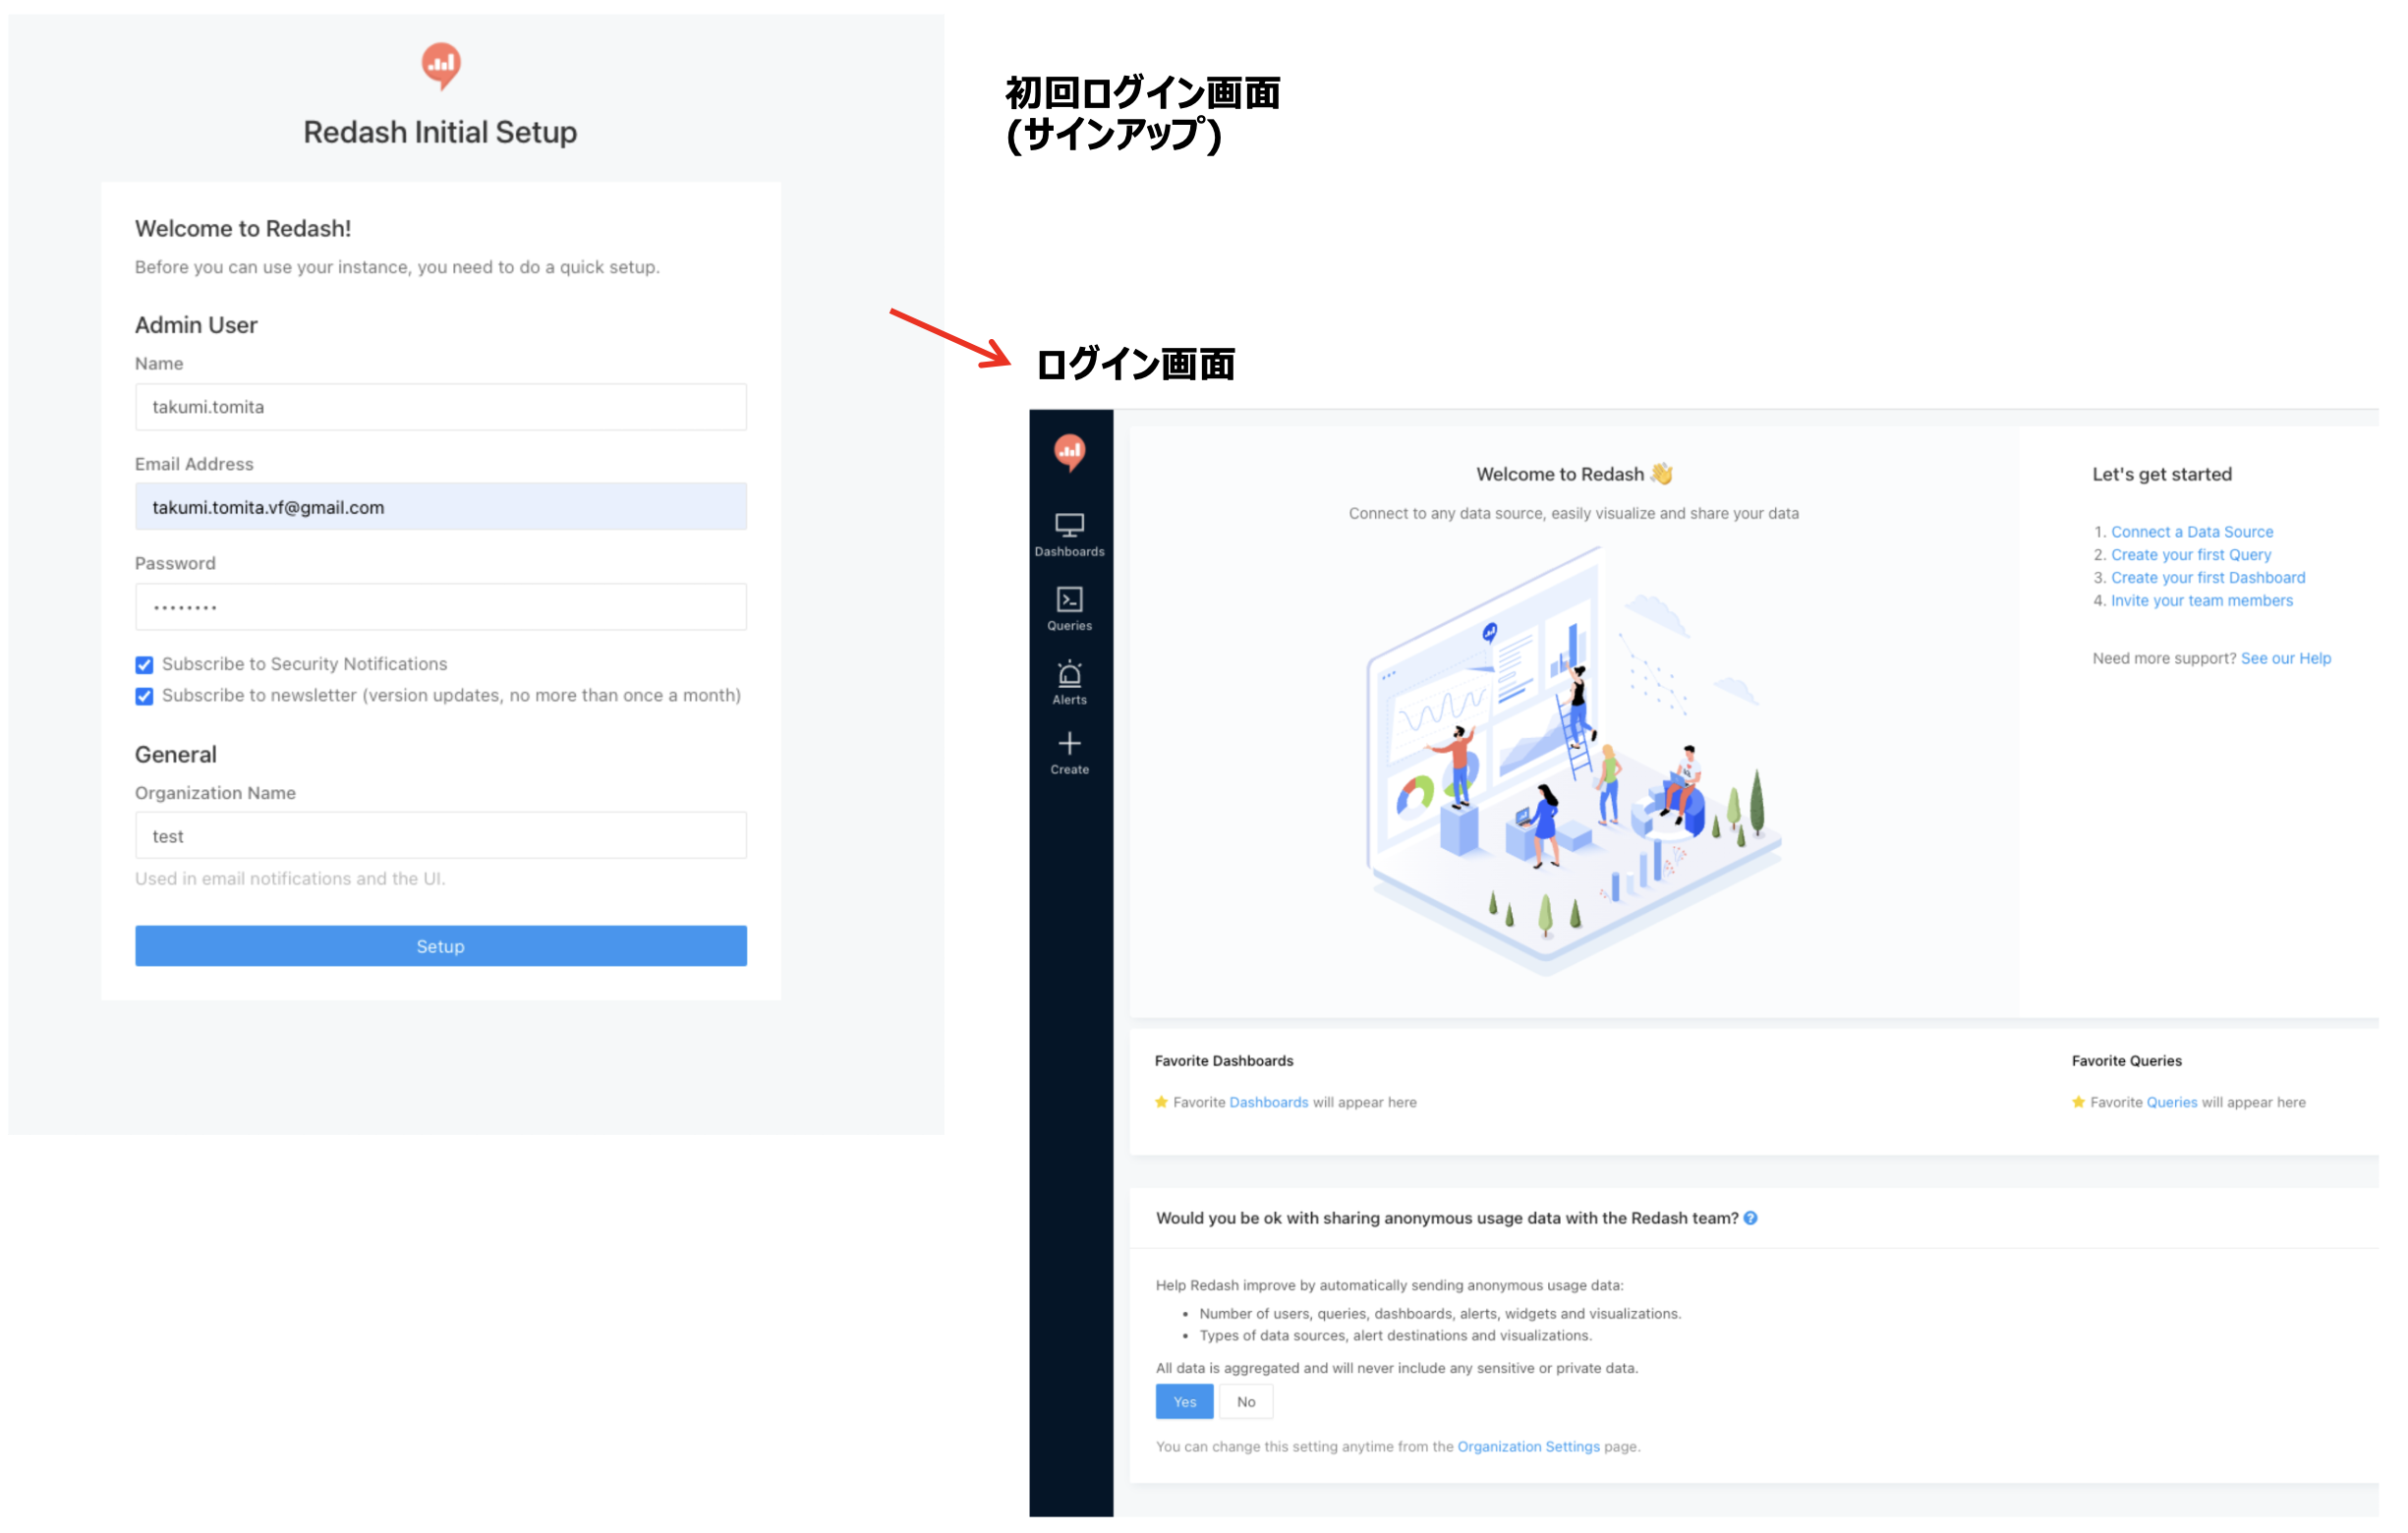 Redash Initial Setup
Welcome to Redash!
Before you can use your instance, you need to do a quick setup.
Admin User
Name
takumi.tomita
Email Address
takumi.tomita.vf@gmail.com
Password
••••••••
Subscribe to Security Notifications
Subscribe to newsletter (version updates, no more than once a month)
General
Organization Name
test
Used in email notifications and the UI.
Setup
初回ログイン画面
(サインアップ)
ログイン画面
Dashboards
Queries
Alerts
Create
Welcome to Redash 👋
Connect to any data source, easily visualize and share your data
Let's get started
1. Connect a Data Source
2. Create your first Query
3. Create your first Dashboard
4. Invite your team members
Need more support? See our Help
Favorite Dashboards
Favorite Dashboards will appear here
Favorite Queries
Favorite Queries will appear here
Would you be ok with sharing anonymous usage data with the Redash team?
Help Redash improve by automatically sending anonymous usage data:
• Number of users, queries, dashboards, alerts, widgets and visualizations.
• Types of data sources, alert destinations and visualizations.
All data is aggregated and will never include any sensitive or private data.
Yes
No
You can change this setting anytime from the Organization Settings page.